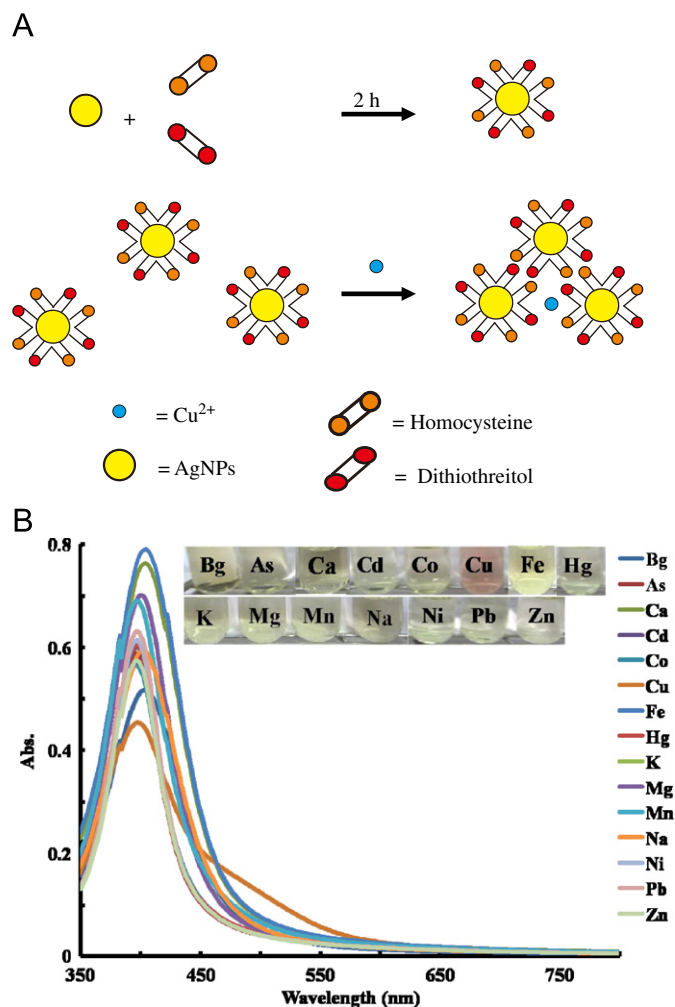 A
+
2 h
= Cu2+
= Homocysteine
= AgNPs
= Dithiothreitol
B
0.8
0.6
0.4
0.2
0
Abs.
Bg As Ca Cd Co Cu Fe Hg
K Mg Mn Na Ni Pb Zn
Bg
As
Ca
Cd
Co
Cu
Fe
Hg
K
Mg
Mn
Na
Ni
Pb
Zn
350 450 550 650 750
Wavelength (nm)